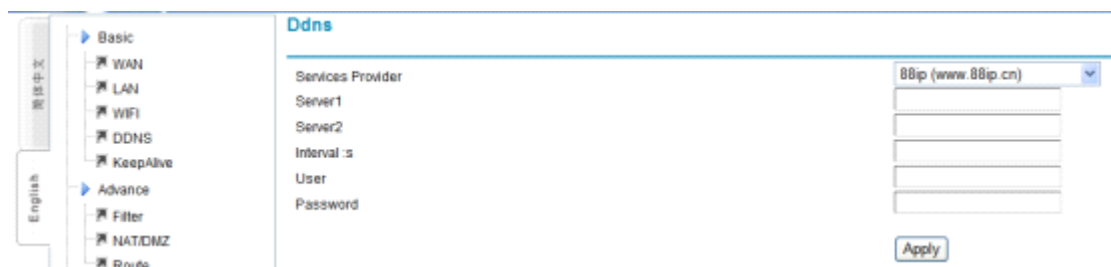 简体中文
English
Basic
WAN
LAN
WIFI
DDNS
KeepAlive
Advance
Filter
NAT/DMZ
Route
Ddns
Services Provider
88ip (www.88ip.cn)
Server1
Server2
Interval :s
User
Password
Apply